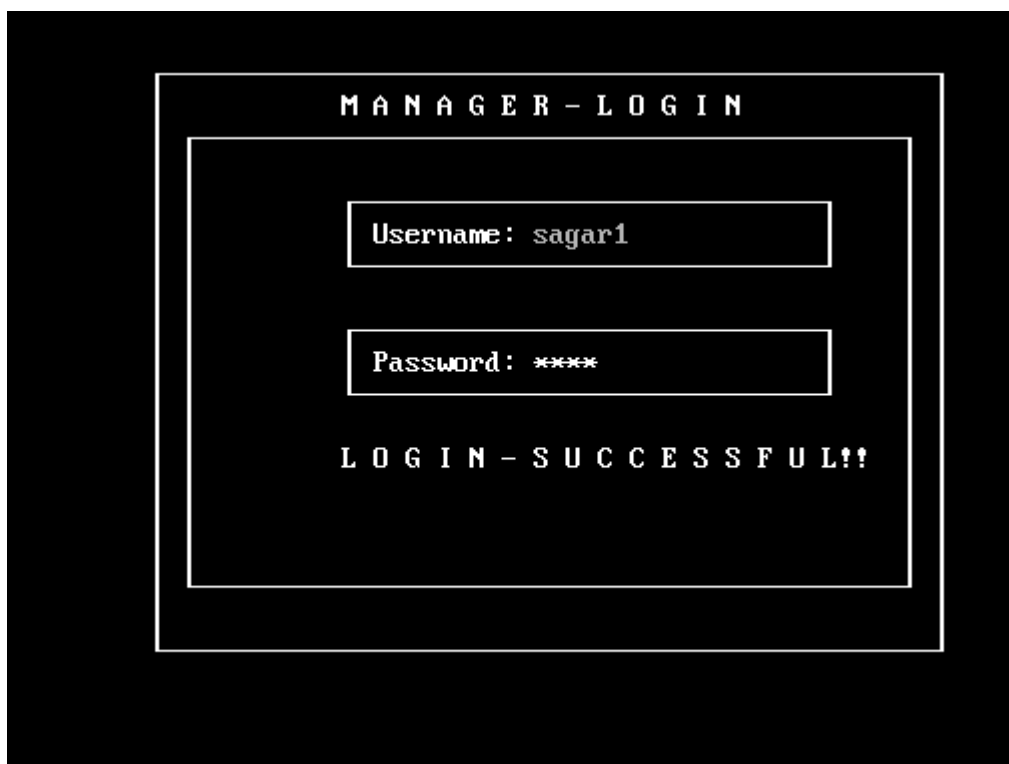 M A N A G E R - L O G I N
Username: sagar1
Password: ****
L O G I N - S U C C E S S F U L!!